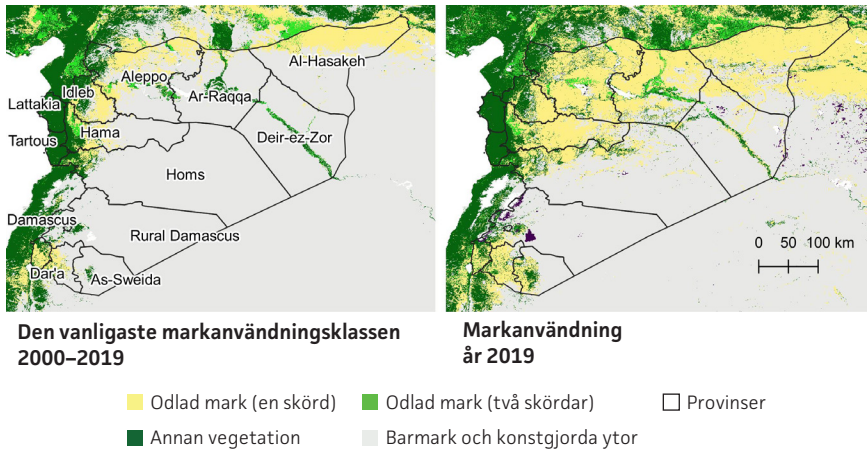 Al-Hasakeh
Aleppo
Idleb
Ar-Raqqa
Lattakia
Hama
Tartous
Deir-ez-Zor
Homs
Damascus
Rural Damascus
Dar'a
As-Sweida
0 50 100 km
Den vanligaste markanvändningsklassen
2000–2019
Markanvändning
år 2019
Odlad mark (en skörd)
Odlad mark (två skördar)
Provinser
Annan vegetation
Barmark och konstgjorda ytor